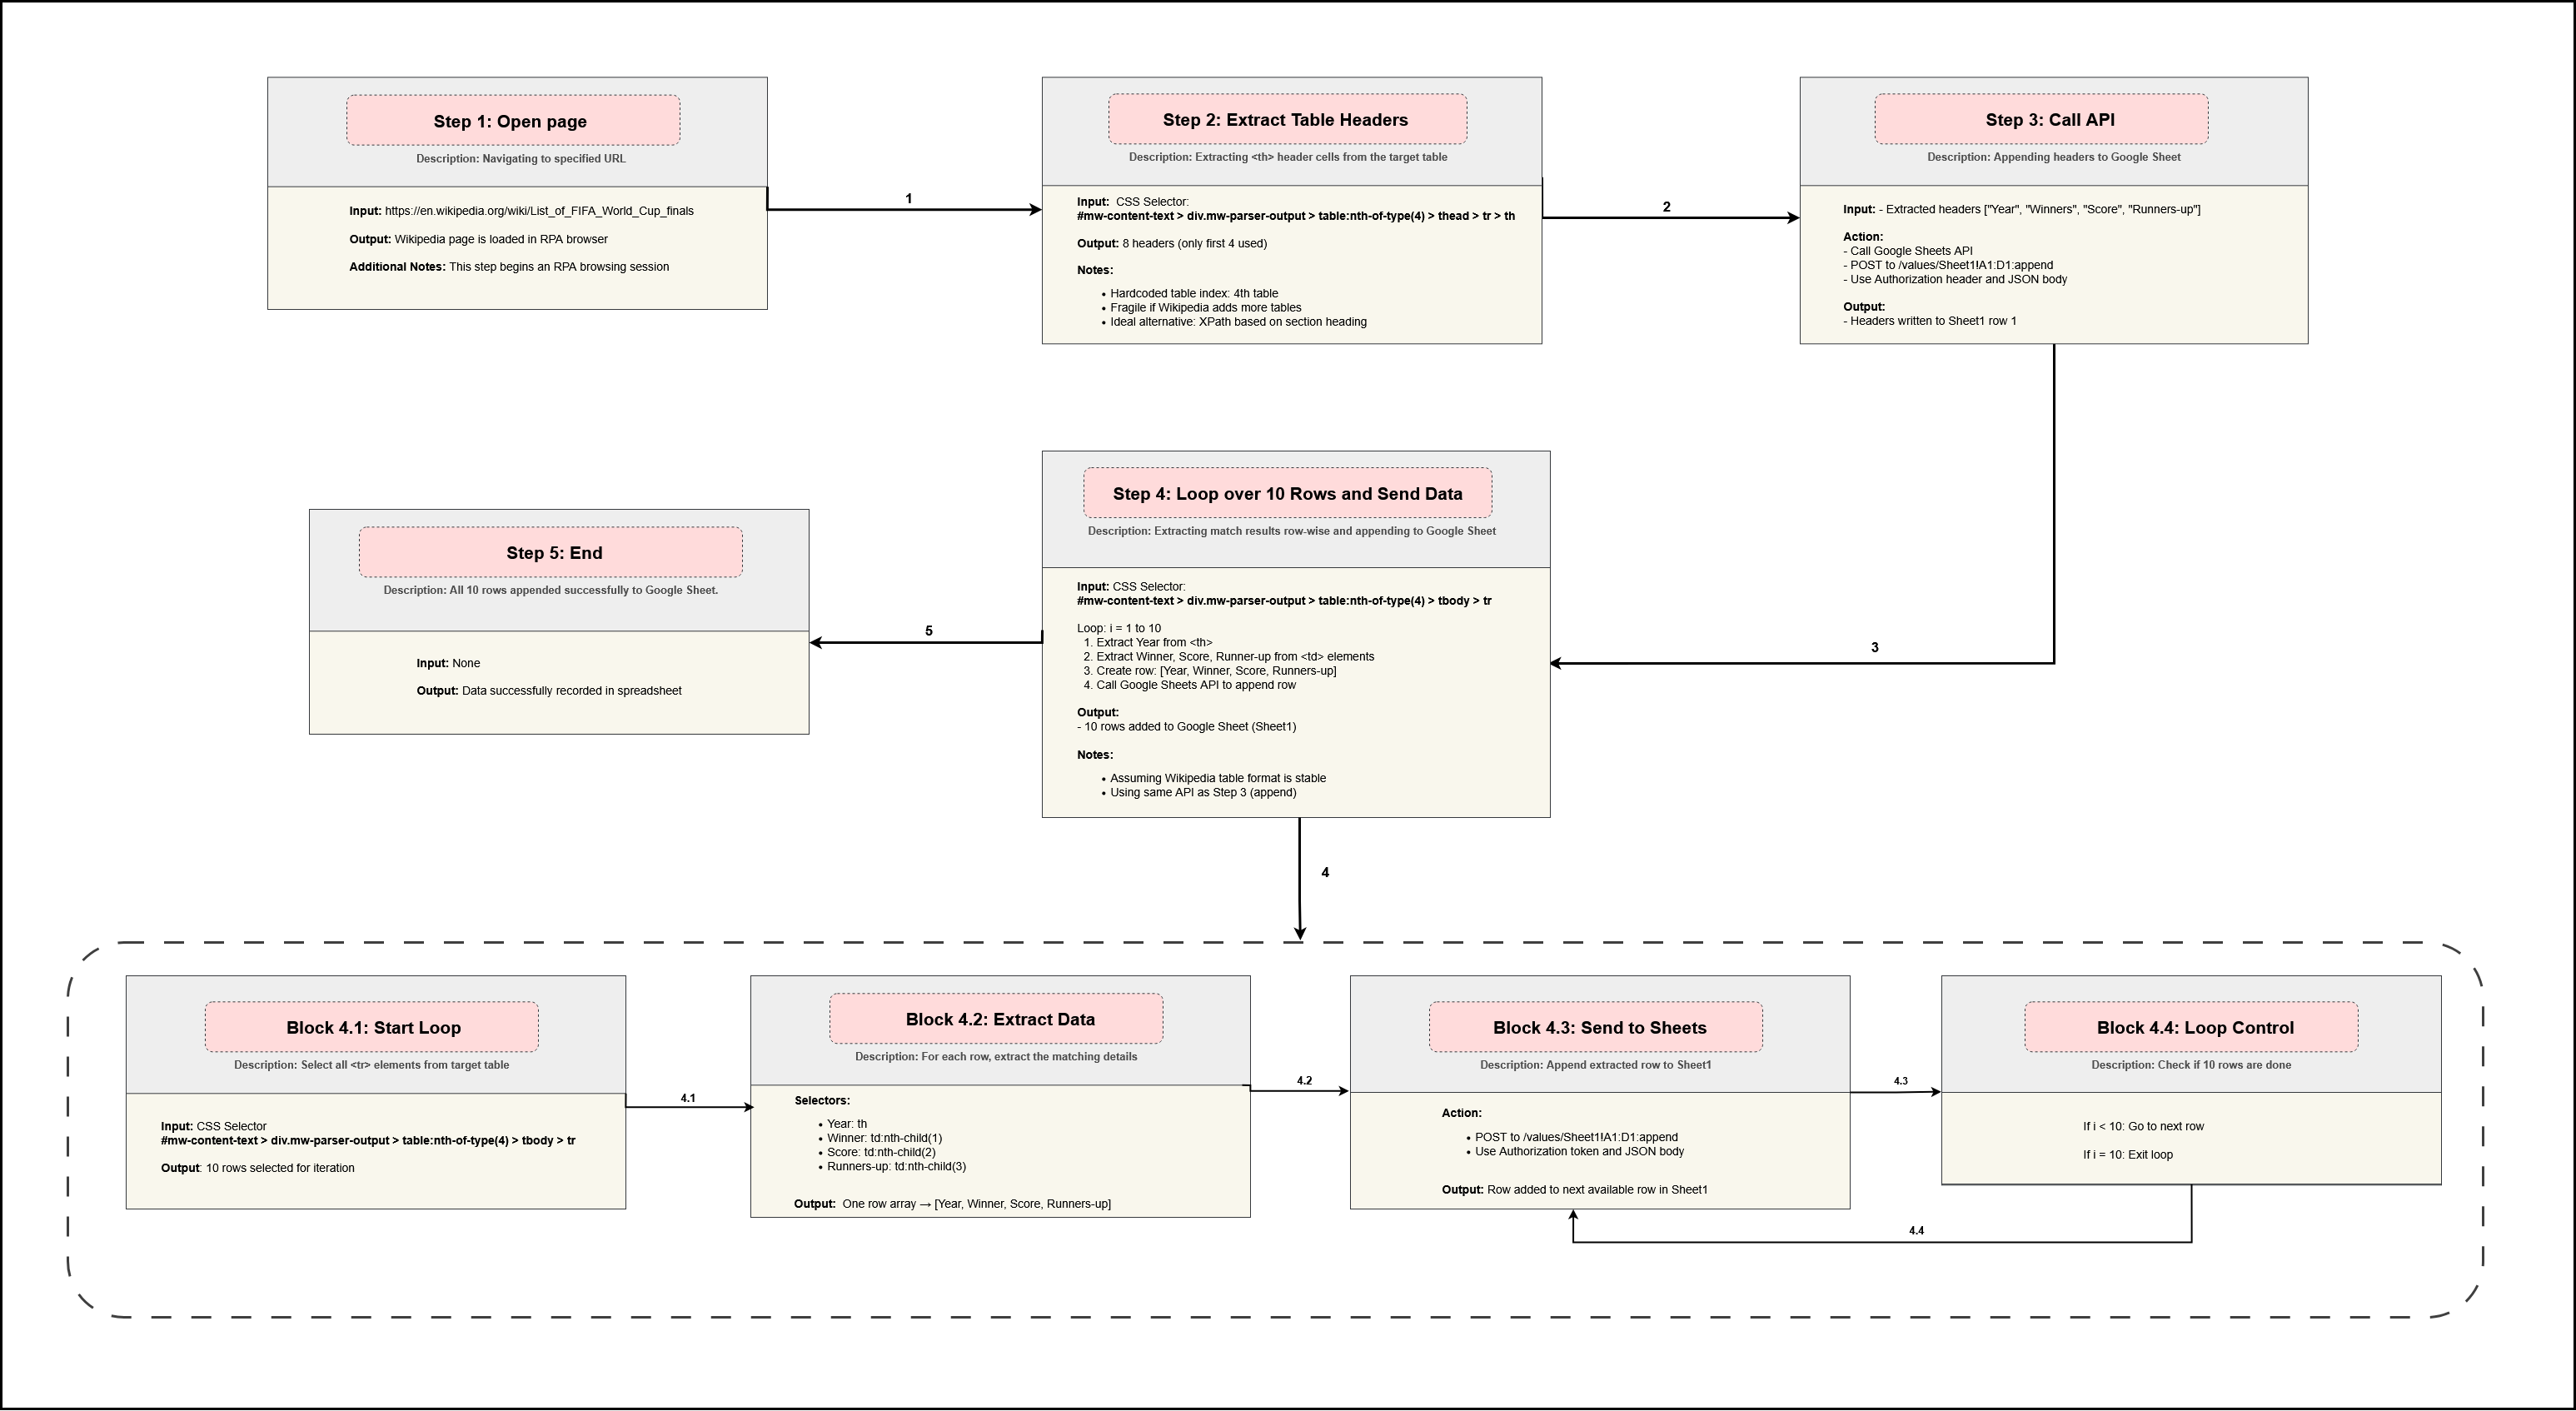 Step 1: Open page
Description: Navigating to specified URL
Input: https://en.wikipedia.org/wiki/List_of_FIFA_World_Cup_finals
Output: Wikipedia page is loaded in RPA browser
Additional Notes: This step begins an RPA browsing session
1
Step 2: Extract Table Headers
Description: Extracting <th> header cells from the target table
Input: CSS Selector:
#mw-content-text > div.mw-parser-output > table:nth-of-type(4) > thead > tr > th
Output: 8 headers (only first 4 used)
Notes:
• Hardcoded table index: 4th table
• Fragile if Wikipedia adds more tables
• Ideal alternative: XPath based on section heading
2
Step 3: Call API
Description: Appending headers to Google Sheet
Input: - Extracted headers ["Year", "Winners", "Score", "Runners-up"]
Action:
- Call Google Sheets API
- POST to /values/Sheet1!A1:D1:append
- Use Authorization header and JSON body
Output:
- Headers written to Sheet1 row 1
3
Step 4: Loop over 10 Rows and Send Data
Description: Extracting match results row-wise and appending to Google Sheet
Input: CSS Selector:
#mw-content-text > div.mw-parser-output > table:nth-of-type(4) > tbody > tr
Loop: i = 1 to 10
1. Extract Year from <th>
2. Extract Winner, Score, Runner-up from <td> elements
3. Create row: [Year, Winner, Score, Runners-up]
4. Call Google Sheets API to append row
Output:
- 10 rows added to Google Sheet (Sheet1)
Notes:
• Assuming Wikipedia table format is stable
• Using same API as Step 3 (append)
5
Step 5: End
Description: All 10 rows appended successfully to Google Sheet.
Input: None
Output: Data successfully recorded in spreadsheet
4
Block 4.1: Start Loop
Description: Select all <tr> elements from target table
Input: CSS Selector
#mw-content-text > div.mw-parser-output > table:nth-of-type(4) > tbody > tr
Output: 10 rows selected for iteration
4.1
Block 4.2: Extract Data
Description: For each row, extract the matching details
Selectors:
• Year: th
• Winner: td:nth-child(1)
• Score: td:nth-child(2)
• Runners-up: td:nth-child(3)
Output: One row array → [Year, Winner, Score, Runners-up]
4.2
Block 4.3: Send to Sheets
Description: Append extracted row to Sheet1
Action:
• POST to /values/Sheet1!A1:D1:append
• Use Authorization token and JSON body
Output: Row added to next available row in Sheet1
4.3
Block 4.4: Loop Control
Description: Check if 10 rows are done
If i < 10: Go to next row
If i = 10: Exit loop
4.4